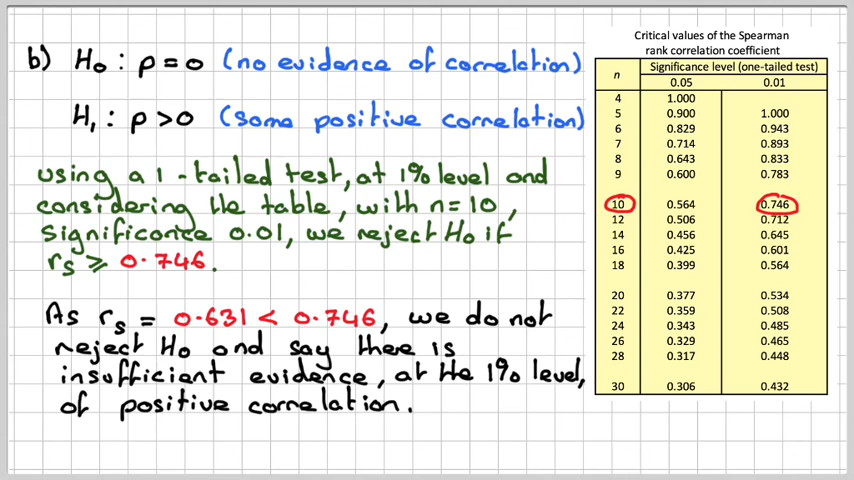 b) H₀ : ρ = 0 (no evidence of correlation)
H₁ : ρ > 0 (some positive correlation)
using a 1-tailed test, at 1% level and
considering the table, with n = 10,
significance 0.01, we reject H₀ if
rₛ ⩾ 0.746.
As rₛ = 0.631 < 0.746, we do not
reject H₀ and say there is
insufficient evidence, at the 1% level,
of positive correlation.
Critical values of the Spearman
rank correlation coefficient
n Significance level (one-tailed test)
0.05 0.01
4 1.000
5 0.900 1.000
6 0.829 0.943
7 0.714 0.893
8 0.643 0.833
9 0.600 0.783
10 0.564 0.746
12 0.506 0.712
14 0.456 0.645
16 0.425 0.601
18 0.399 0.564
20 0.377 0.534
22 0.359 0.508
24 0.343 0.485
26 0.329 0.465
28 0.317 0.448
30 0.306 0.432